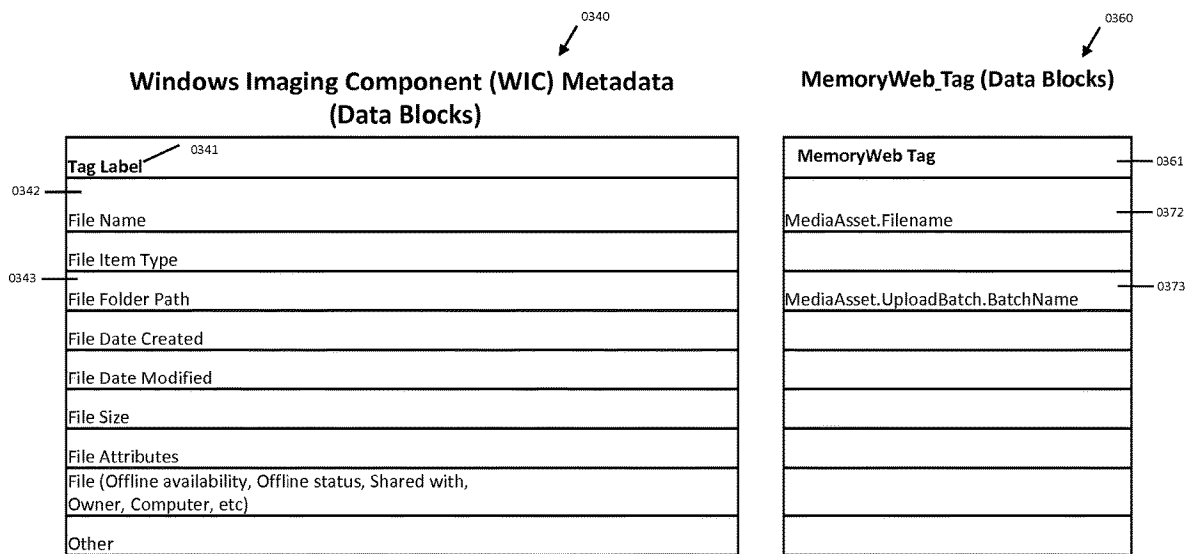 0340
0360
Windows Imaging Component (WIC) Metadata
(Data Blocks)
MemoryWeb_Tag (Data Blocks)
Tag Label
0341
MemoryWeb Tag
0361
0342
File Name
MediaAsset.Filename
0372
File Item Type
0343
File Folder Path
MediaAsset.UploadBatch.BatchName
0373
File Date Created
File Date Modified
File Size
File Attributes
File (Offline availability, Offline status, Shared with,
Owner, Computer, etc)
Other